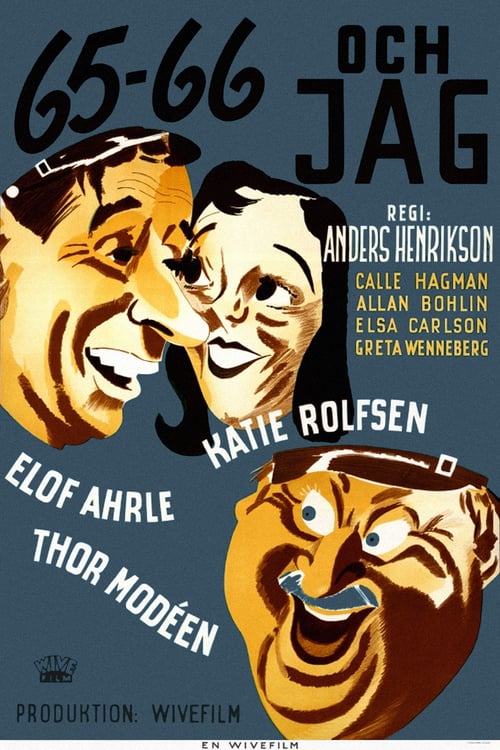 65-66 OCH
JAG
REGI:
ANDERS HENRIKSON
CALLE HAGMAN
ALLAN BOHLIN
ELSA CARLSON
GRETA WENNEBERG
KATIE ROLFSEN
ELOF AHRLE
THOR MODÉEN
WIVE
FILM
PRODUKTION: WIVEFILM
EN WIVEFILM